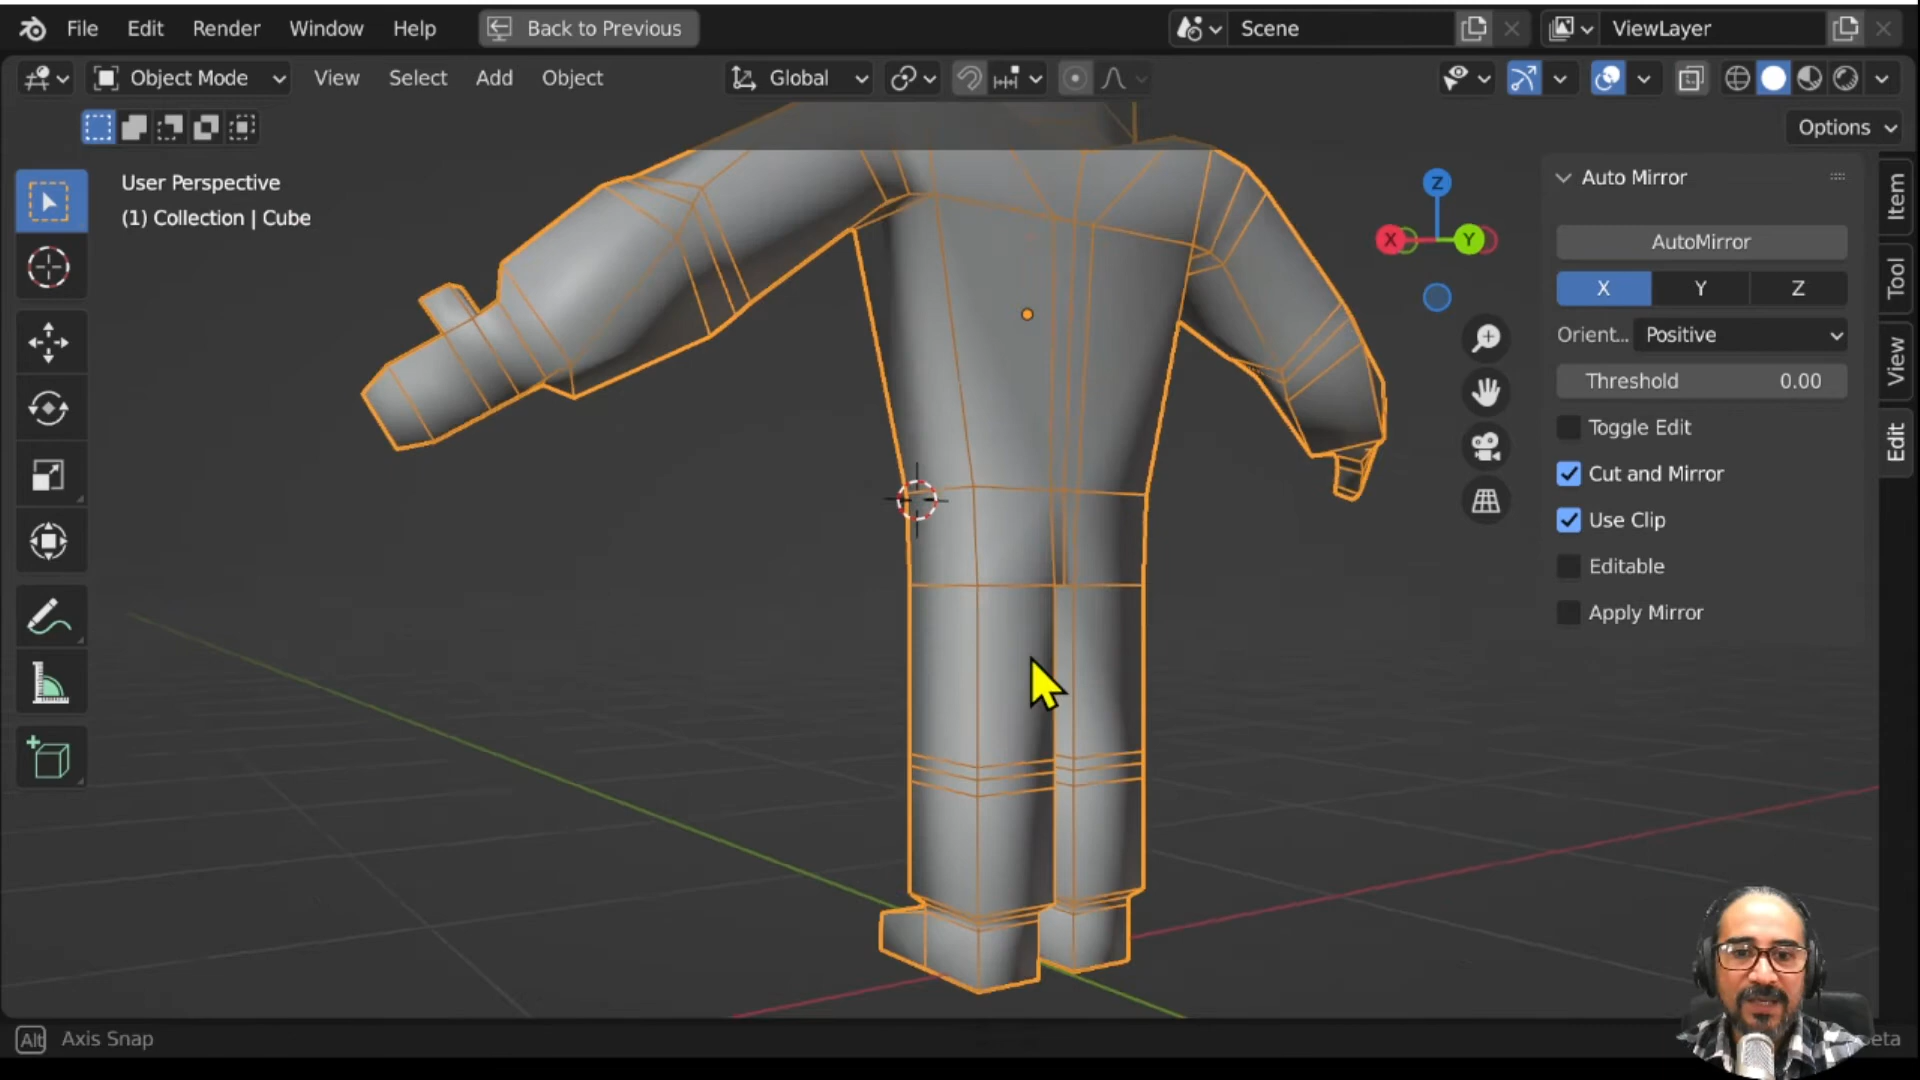 File Edit Render Window Help Back to Previous Scene ViewLayer
Object Mode View Select Add Object Global
Options
User Perspective
(1) Collection | Cube
Z
X
Y
Auto Mirror
AutoMirror
X Y Z
Orient... Positive
Threshold 0.00
Toggle Edit
Cut and Mirror
Use Clip
Editable
Apply Mirror
Item
Tool
View
Edit
Alt Axis Snap
eta